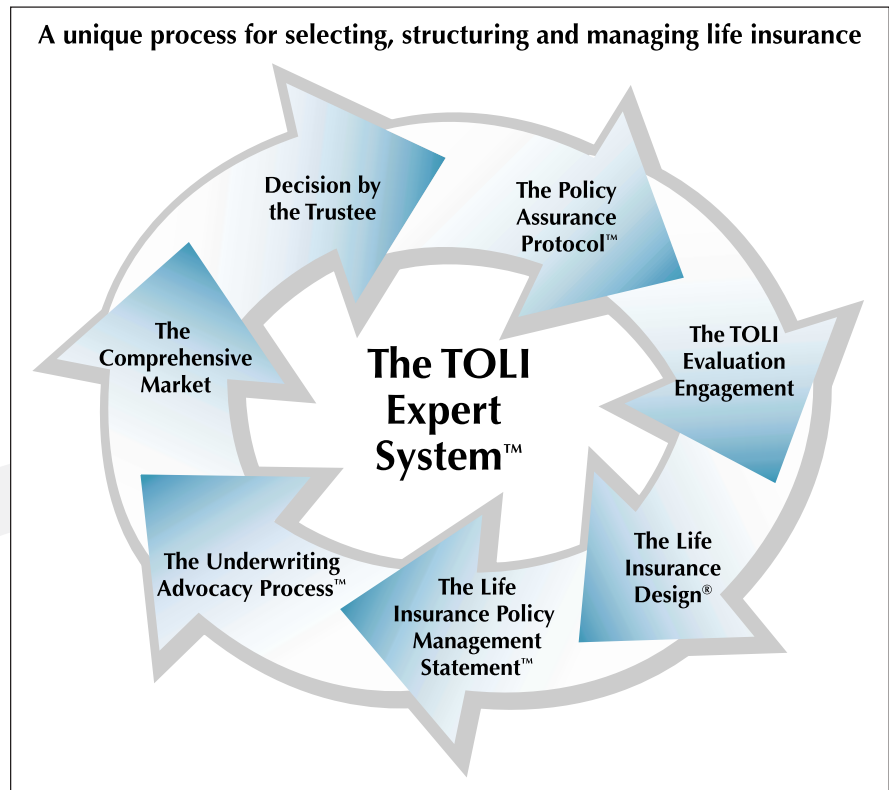 A unique process for selecting, structuring and managing life insurance
Decision by
the Trustee
The Policy
Assurance
Protocol™
The TOLI
Evaluation
Engagement
The Life
Insurance
Design®
The Life
Insurance Policy
Management
Statement™
The Underwriting
Advocacy Process™
The
Comprehensive
Market
The TOLI
Expert
System™